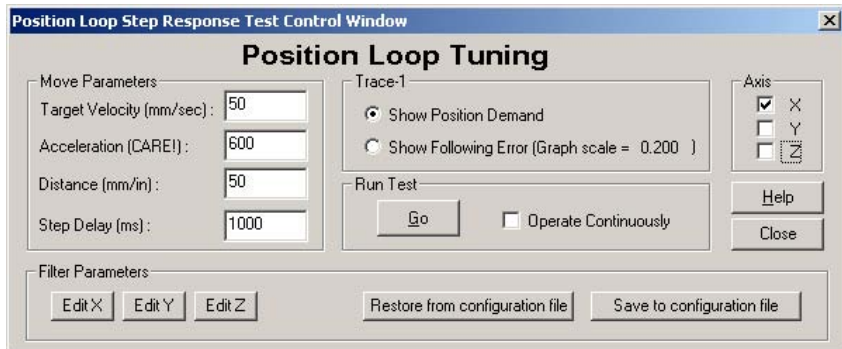 Position Loop Step Response Test Control Window
Position Loop Tuning
Move Parameters
Target Velocity (mm/sec) : 50
Acceleration (CARE!) : 600
Distance (mm/in) : 50
Step Delay (ms) : 1000
Trace-1
Show Position Demand
Show Following Error (Graph scale = 0.200 )
Run Test
Go
Operate Continuously
Axis
X
Y
Z
Help
Close
Filter Parameters
Edit X Edit Y Edit Z Restore from configuration file Save to configuration file